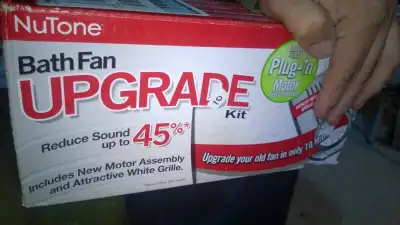 NuTone
Bath Fan
UPGRADE
Kit
Plug-'n
Motor
Reduce Sound
up to 45%*
Includes New Motor Assembly
and Attractive White Grille.
Upgrade your old fan in only 10